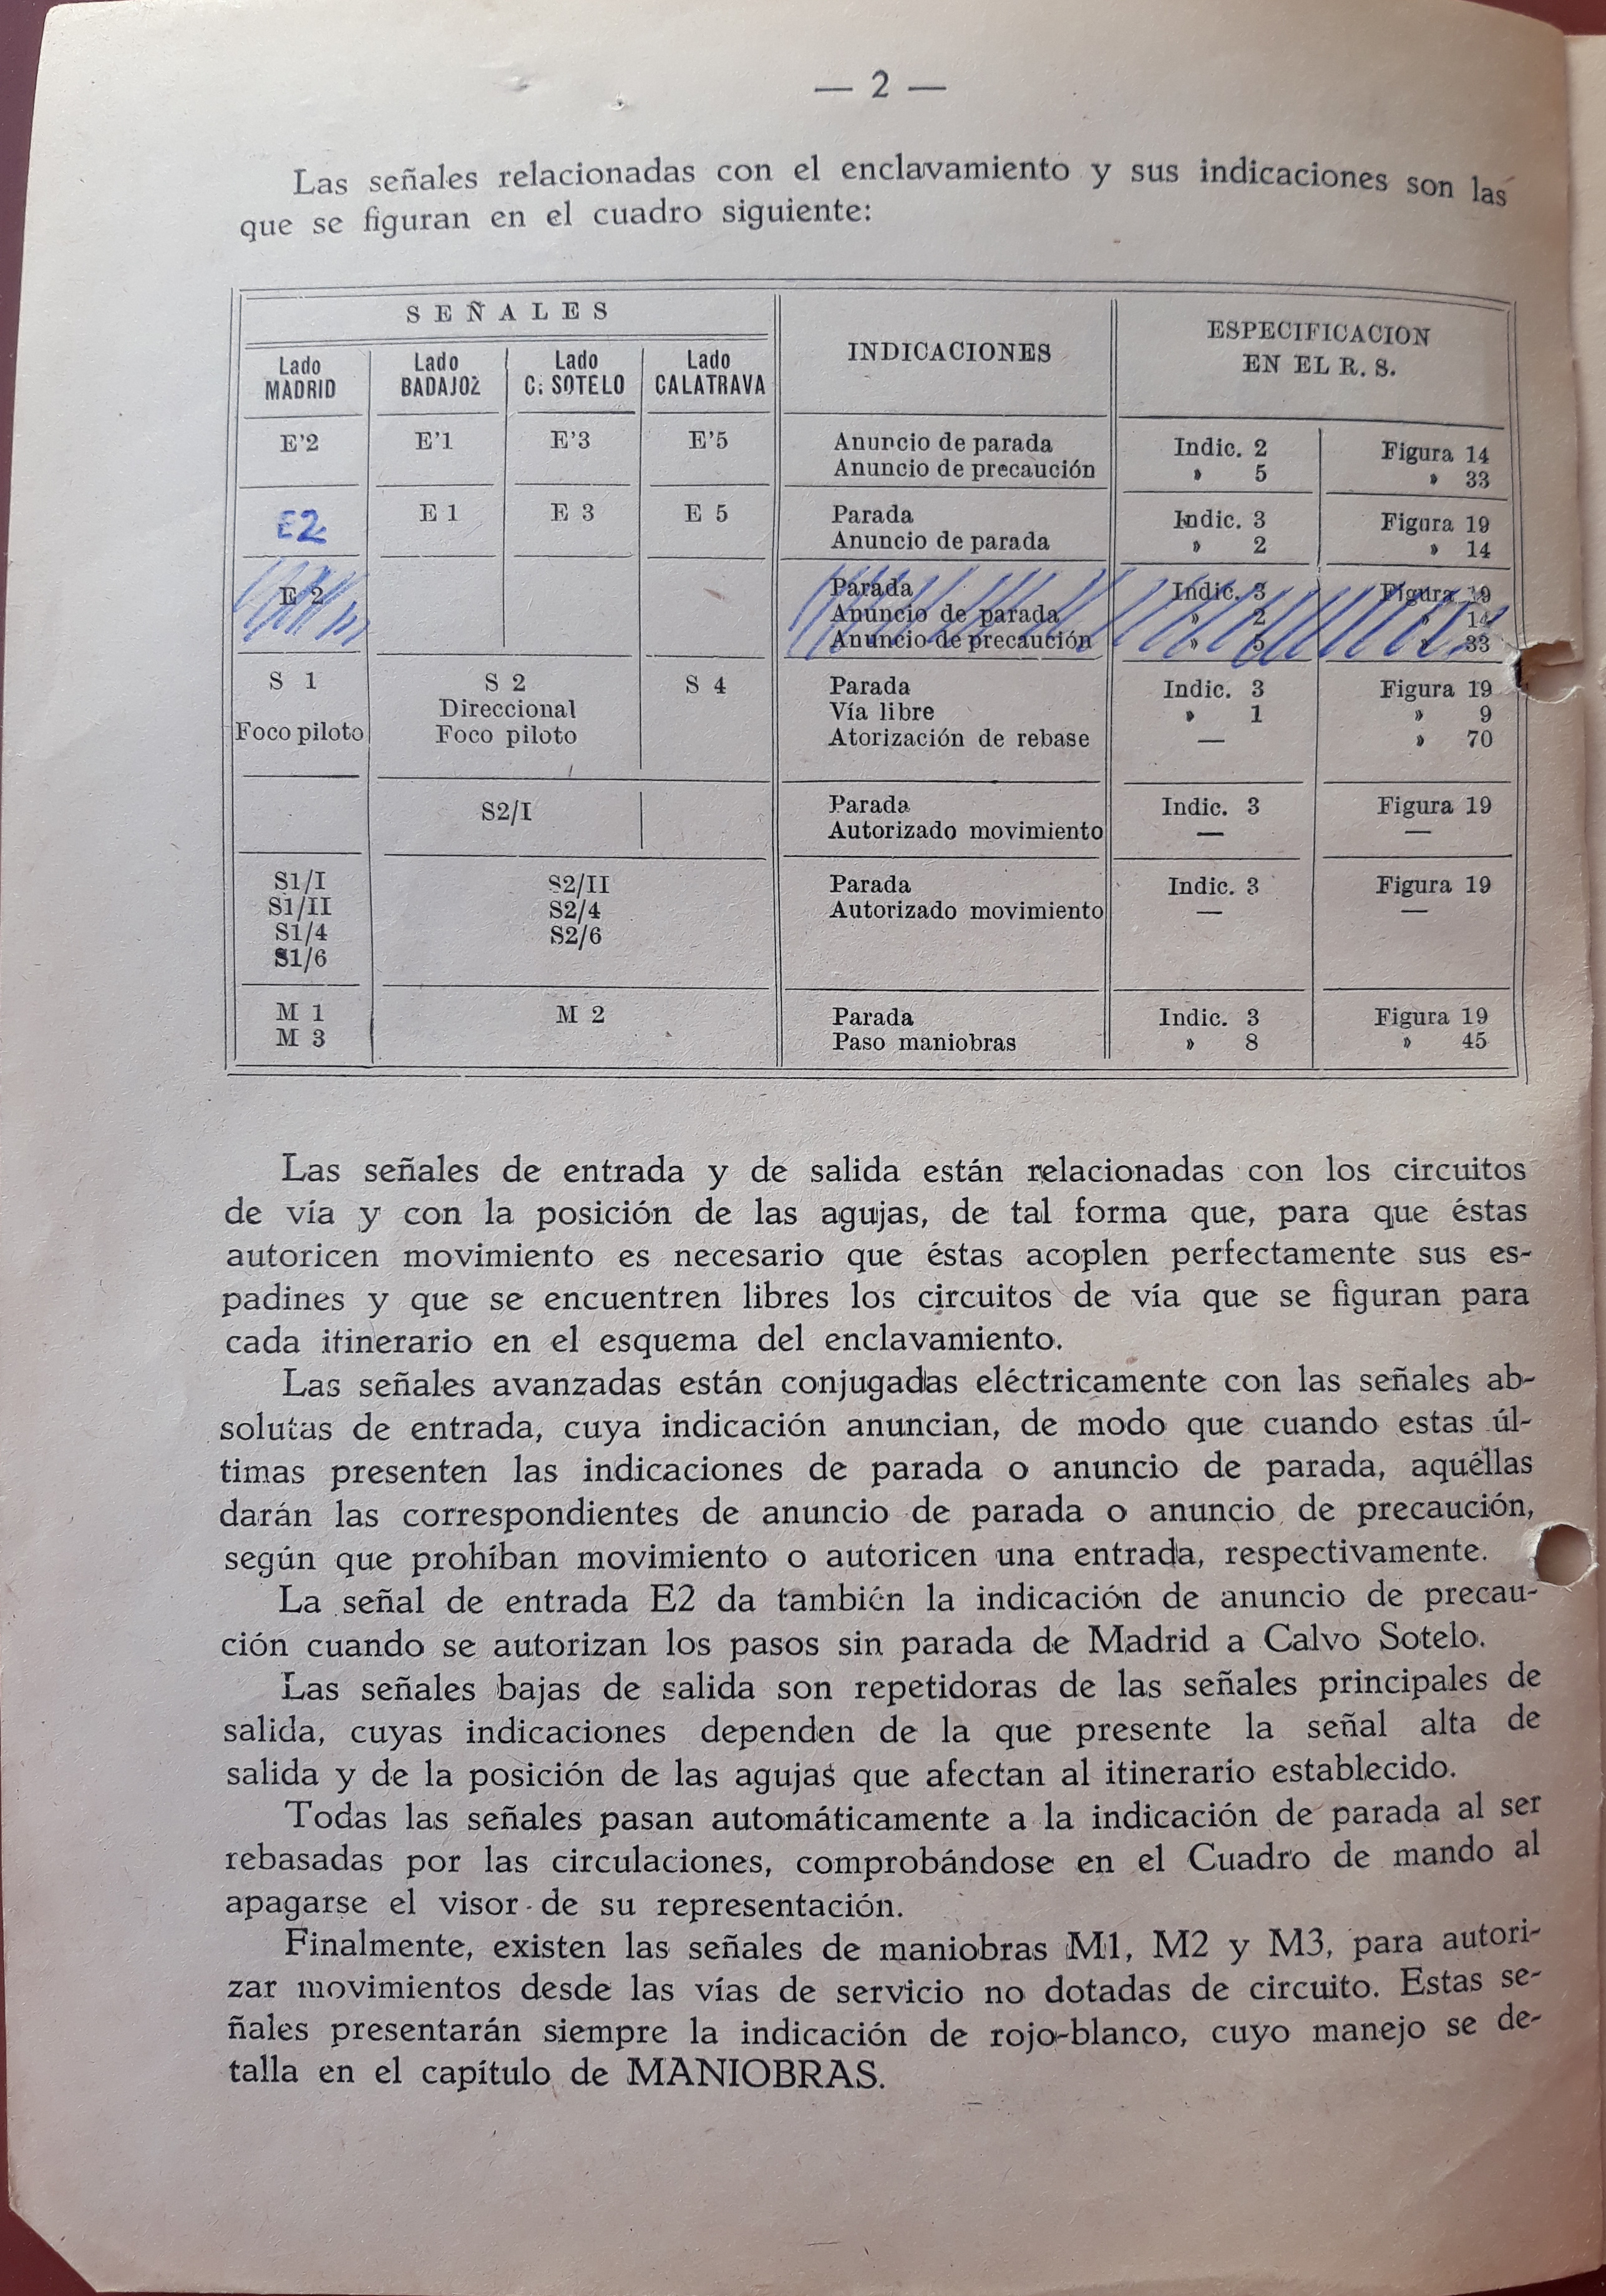 — 2 —
Las señales relacionadas con el enclavamiento y sus indicaciones son las
que se figuran en el cuadro siguiente:
SEÑALES
INDICACIONES
ESPECIFICACION
EN EL R. S.
Lado MADRID
Lado BADAJOZ
Lado C. SOTELO
Lado CALATRAVA
E'2 E'1 E'3 E'5 Anuncio de parada Indic. 2 Figura 14
Anuncio de precaución » 5 » 33
E2 E 1 E 3 E 5 Parada Indic. 3 Figura 19
Anuncio de parada » 2 » 14
E 2 Parada Indic. 3 Figura 19
Anuncio de parada » 2 » 14
Anuncio de precaución » 5 » 33
S 1 S 2 S 4 Parada Indic. 3 Figura 19
Direccional Vía libre » 1 » 9
Foco piloto Foco piloto Atorización de rebase — » 70
S2/I Parada Indic. 3 Figura 19
Autorizado movimiento — —
S1/I S2/II Parada Indic. 3 Figura 19
S1/II S2/4 Autorizado movimiento — —
S1/4 S2/6
S1/6
M 1 M 2 Parada Indic. 3 Figura 19
M 3 Paso maniobras » 8 » 45
Las señales de entrada y de salida están relacionadas con los circuitos
de vía y con la posición de las agujas, de tal forma que, para que éstas
autoricen movimiento es necesario que éstas acoplen perfectamente sus es-
padines y que se encuentren libres los circuitos de vía que se figuran para
cada itinerario en el esquema del enclavamiento.
Las señales avanzadas están conjugadas eléctricamente con las señales ab-
solutas de entrada, cuya indicación anuncian, de modo que cuando estas úl-
timas presenten las indicaciones de parada o anuncio de parada, aquéllas
darán las correspondientes de anuncio de parada o anuncio de precaución,
según que prohíban movimiento o autoricen una entrada, respectivamente.
La señal de entrada E2 da también la indicación de anuncio de precau-
ción cuando se autorizan los pasos sin parada de Madrid a Calvo Sotelo.
Las señales bajas de salida son repetidoras de las señales principales de
salida, cuyas indicaciones dependen de la que presente la señal alta de
salida y de la posición de las agujas que afectan al itinerario establecido.
Todas las señales pasan automáticamente a la indicación de parada al ser
rebasadas por las circulaciones, comprobándose en el Cuadro de mando al
apagarse el visor de su representación.
Finalmente, existen las señales de maniobras M1, M2 y M3, para autori-
zar movimientos desde las vías de servicio no dotadas de circuito. Estas se-
ñales presentarán siempre la indicación de rojo-blanco, cuyo manejo se de-
talla en el capítulo de MANIOBRAS.